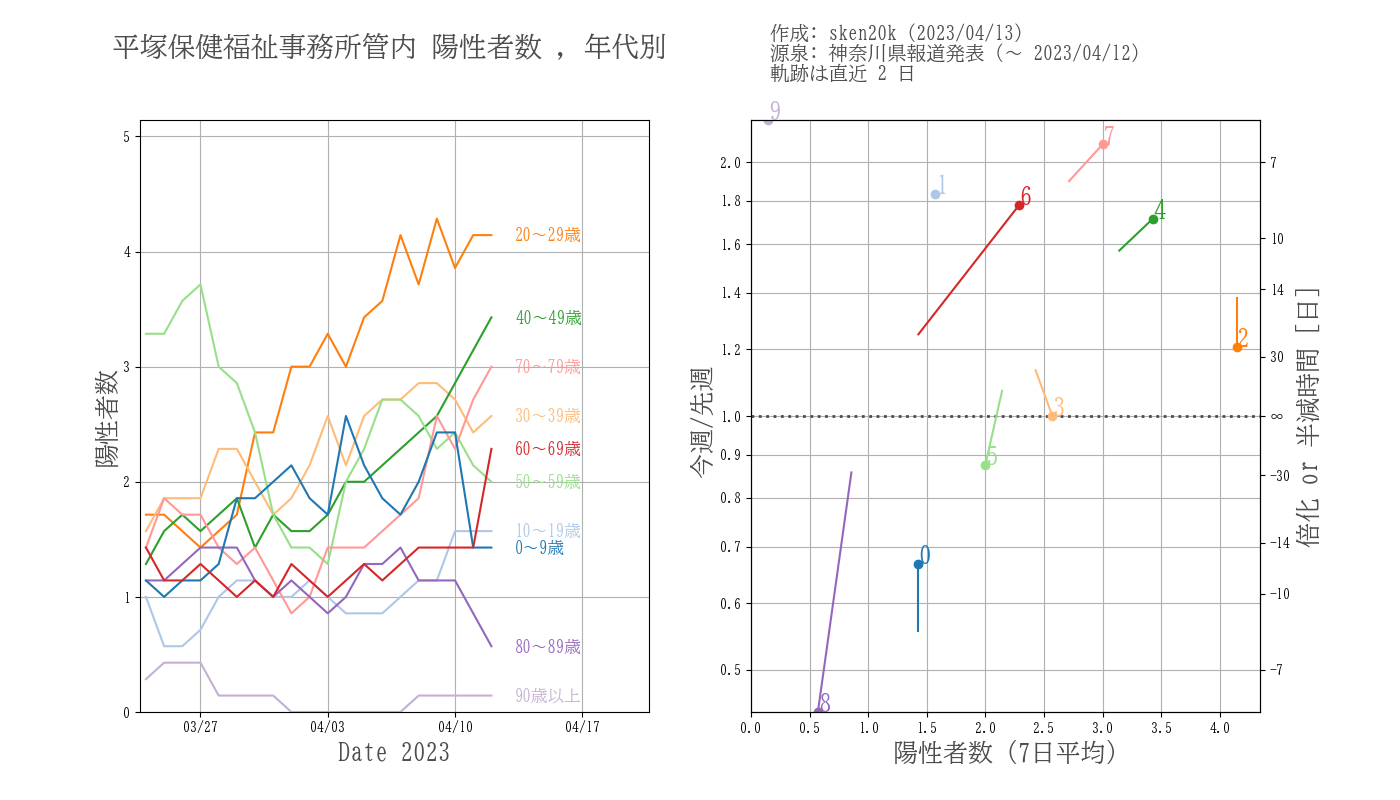 平塚保健福祉事務所管内 陽性者数 , 年代別
作成: sken20k (2023/04/13)
源泉: 神奈川県報道発表 (〜 2023/04/12)
軌跡は直近 2 日
陽性者数
5
4
3
2
1
0
20〜29歳
40〜49歳
70〜79歳
30〜39歳
60〜69歳
50〜59歳
10〜19歳
0〜9歳
80〜89歳
90歳以上
03/27
04/03
04/10
04/17
Date 2023
今週/先週
2.0
1.8
1.6
1.4
1.2
1.0
0.9
0.8
0.7
0.6
0.5
9
7
1
6
4
2
3
5
0
8
7
10
14
30
∞
−30
−14
−10
−7
倍化 or 半減時間 [日]
0.0
0.5
1.0
1.5
2.0
2.5
3.0
3.5
4.0
陽性者数 (7日平均)